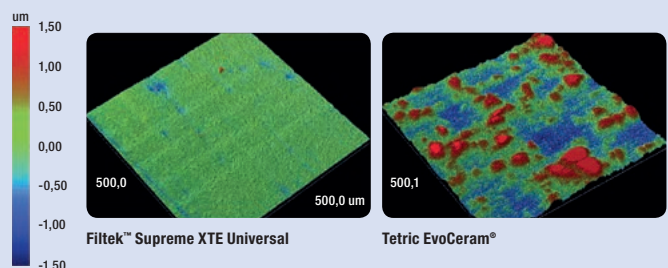 um
1,50
1,00
0,50
0,00
-0,50
-1,00
-1,50
500,0
500,0 um
Filtek™ Supreme XTE Universal
500,1
Tetric EvoCeram®